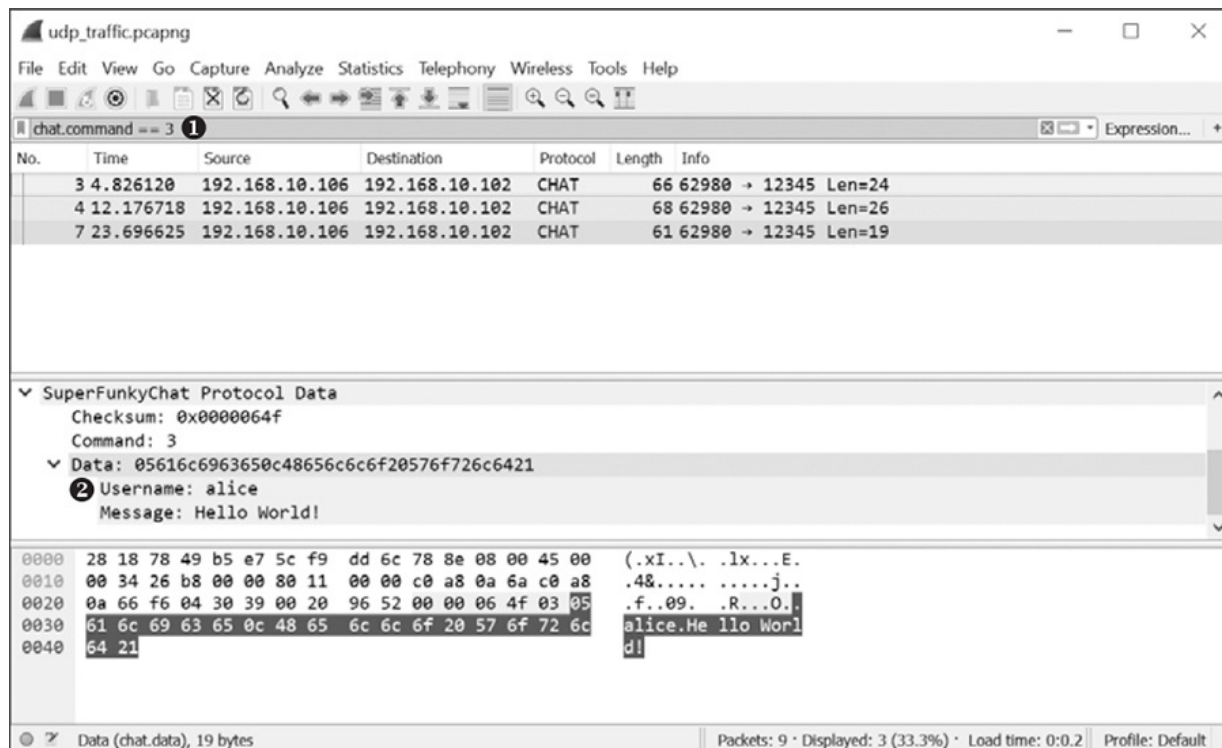 udp_traffic.pcapng
File Edit View Go Capture Analyze Statistics Telephony Wireless Tools Help
chat.command == 3 ❶ Expression... +
No. Time Source Destination Protocol Length Info
3 4.826120 192.168.10.106 192.168.10.102 CHAT 66 62980 → 12345 Len=24
4 12.176718 192.168.10.106 192.168.10.102 CHAT 68 62980 → 12345 Len=26
7 23.696625 192.168.10.106 192.168.10.102 CHAT 61 62980 → 12345 Len=19
SuperFunkyChat Protocol Data
Checksum: 0x0000064f
Command: 3
Data: 05616c6963650c48656c6c6f20576f726c6421
❷ Username: alice
Message: Hello World!
0000 28 18 78 49 b5 e7 5c f9 dd 6c 78 8e 08 00 45 00 (.xI..\. .lx...E.
0010 00 34 26 b8 00 00 80 11 00 00 c0 a8 0a 6a c0 a8 .4&..... .....j..
0020 0a 66 f6 04 30 39 00 20 96 52 00 00 06 4f 03 05 .f..09. .R...O..
0030 61 6c 69 63 65 0c 48 65 6c 6c 6f 20 57 6f 72 6c alice.He llo Worl
0040 64 21 d!
Data (chat.data), 19 bytes Packets: 9 · Displayed: 3 (33.3%) · Load time: 0:0.2 Profile: Default